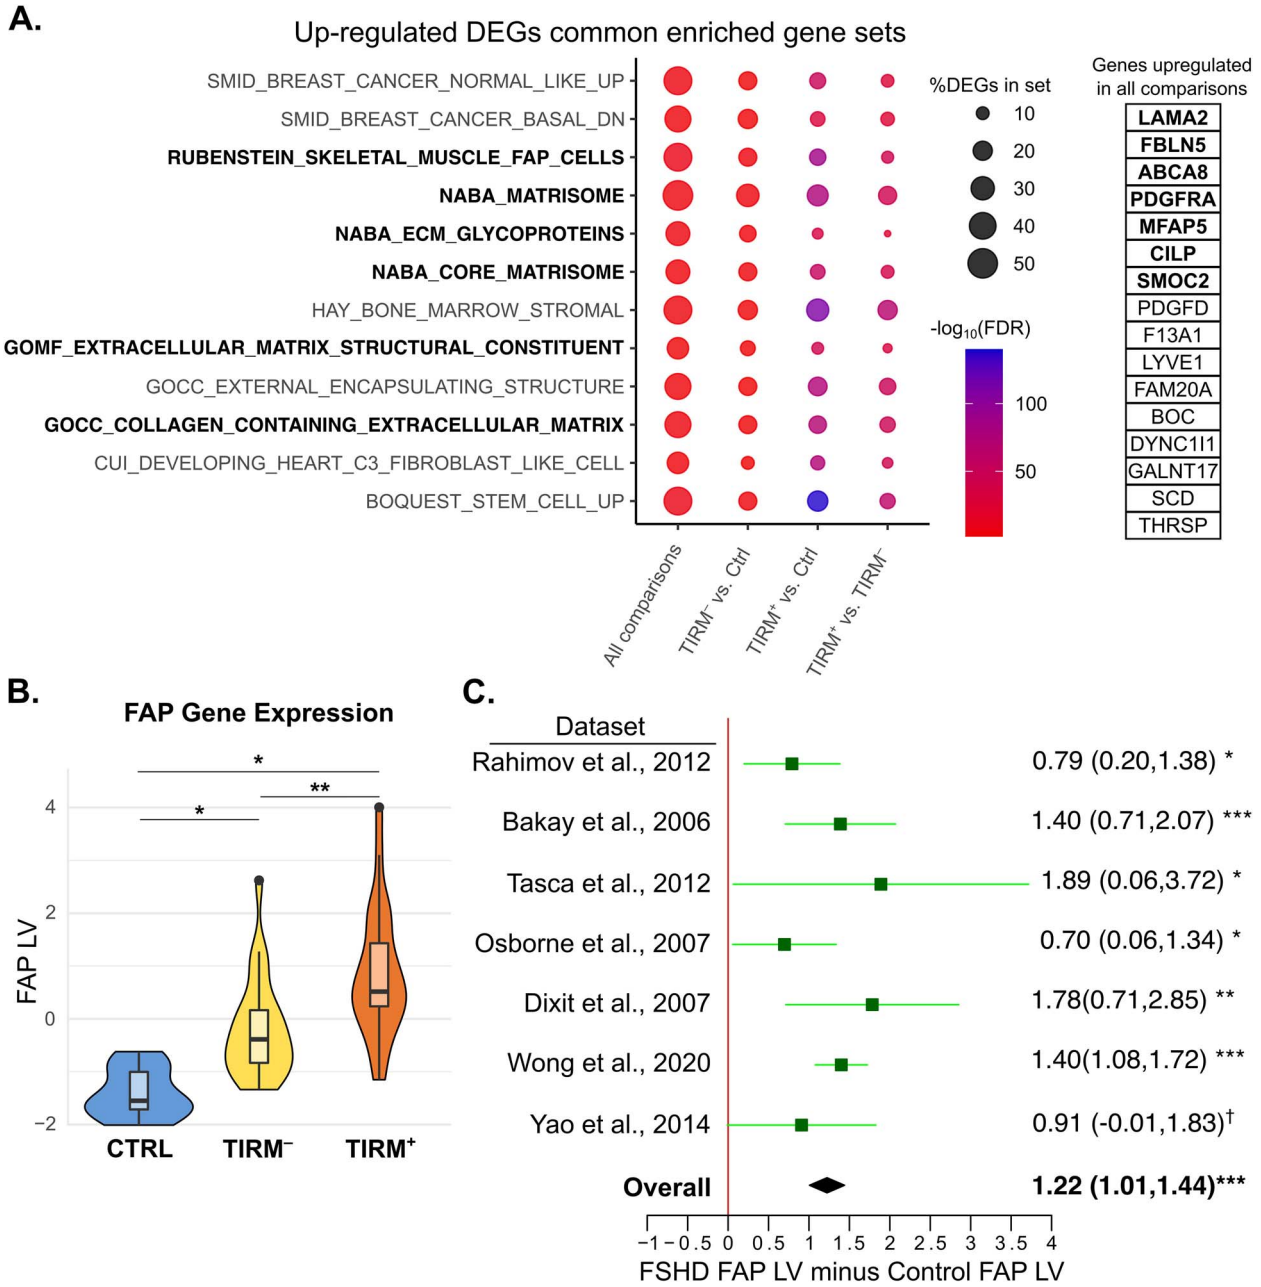 A.
Up-regulated DEGs common enriched gene sets
SMID_BREAST_CANCER_NORMAL_LIKE_UP
SMID_BREAST_CANCER_BASAL_DN
RUBENSTEIN_SKELETAL_MUSCLE_FAP_CELLS
NABA_MATRISOME
NABA_ECM_GLYCOPROTEINS
NABA_CORE_MATRISOME
HAY_BONE_MARROW_STROMAL
GOMF_EXTRACELLULAR_MATRIX_STRUCTURAL_CONSTITUENT
GOCC_EXTERNAL_ENCAPSULATING_STRUCTURE
GOCC_COLLAGEN_CONTAINING_EXTRACELLULAR_MATRIX
CUI_DEVELOPING_HEART_C3_FIBROBLAST_LIKE_CELL
BOQUEST_STEM_CELL_UP
All comparisons
TIRM⁻ vs. Ctrl
TIRM⁺ vs. Ctrl
TIRM⁺ vs. TIRM⁻
%DEGs in set
10
20
30
40
50
-log₁₀(FDR)
100
50
Genes upregulated
in all comparisons
LAMA2
FBLN5
ABCA8
PDGFRA
MFAP5
CILP
SMOC2
PDGFD
F13A1
LYVE1
FAM20A
BOC
DYNC1I1
GALNT17
SCD
THRSP
B.
FAP Gene Expression
*
**
*
FAP LV
4
2
0
−2
CTRL
TIRM⁻
TIRM⁺
C.
Dataset
Rahimov et al., 2012 0.79 (0.20,1.38) *
Bakay et al., 2006 1.40 (0.71,2.07) ***
Tasca et al., 2012 1.89 (0.06,3.72) *
Osborne et al., 2007 0.70 (0.06,1.34) *
Dixit et al., 2007 1.78(0.71,2.85) **
Wong et al., 2020 1.40(1.08,1.72) ***
Yao et al., 2014 0.91 (-0.01,1.83)†
Overall 1.22 (1.01,1.44)***
−1 −0.5 0 0.5 1 1.5 2 2.5 3 3.5 4
FSHD FAP LV minus Control FAP LV